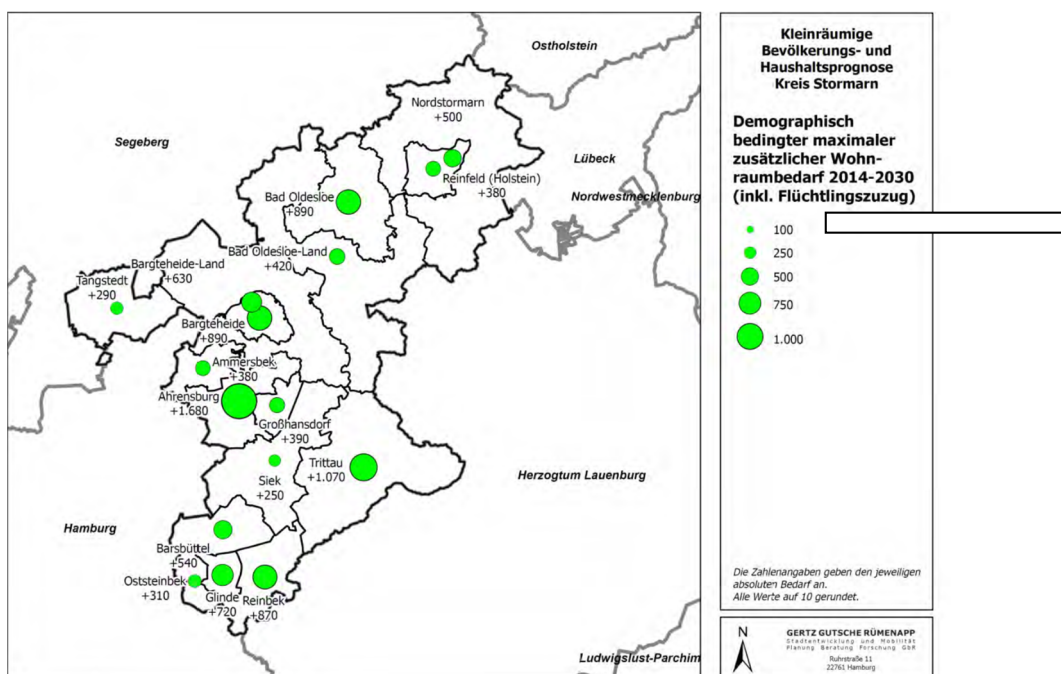 Ostholstein
Nordstormarn
+500
Segeberg
Lübeck
Reinfeld (Holstein)
+380
Nordwestmecklenburg
Bad Oldesloe
+890
Bad Oldesloe-Land
+420
Bargteheide-Land
+630
Tangstedt
+290
Bargteheide
+890
Ammersbek
+380
Ahrensburg
+1.680
Großhansdorf
+390
Trittau
+1.070
Siek
+250
Herzogtum Lauenburg
Hamburg
Barsbüttel
+540
Oststeinbek
+310
Glinde
+720
Reinbek
+870
Ludwigslust-Parchim
Kleinräumige
Bevölkerungs- und
Haushaltsprognose
Kreis Stormarn
Demographisch
bedingter maximaler
zusätzlicher Wohn-
raumbedarf 2014-2030
(inkl. Flüchtlingszuzug)
100
250
500
750
1.000
Die Zahlenangaben geben den jeweiligen
absoluten Bedarf an.
Alle Werte auf 10 gerundet.
N
GERTZ GUTSCHE RÜMENAPP
Stadtentwicklung und Mobilität
Planung Beratung Forschung GbR
Ruhrstraße 11
22761 Hamburg